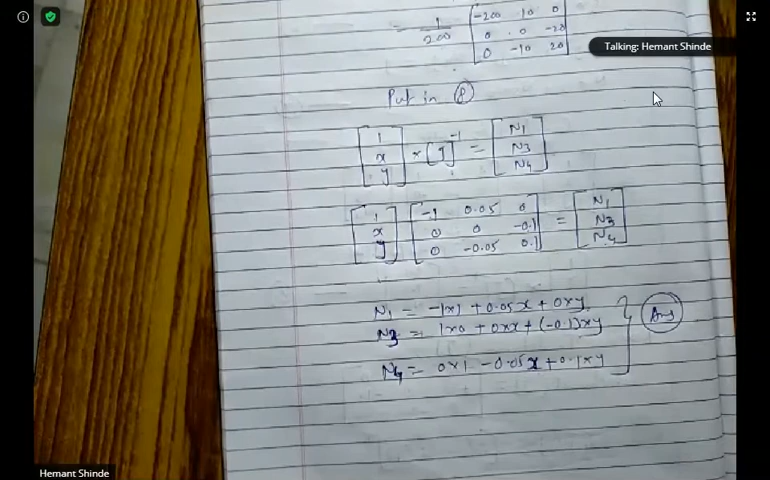 = 1/200 [-200 10 0
0 0 -20
0 -10 20]
Talking: Hemant Shinde
Put in ⑧
[1 x y] × [J]⁻¹ = [N₁ N₃ N₄]
[1 x y] [-1 0.05 0
0 0 -0.1
0 -0.05 0.1] = [N₁ N₃ N₄]
N₁ = -1×1 + 0.05x + 0×y
N₃ = 1×0 + 0×x + (-0.1)×y
Ans
N₄ = 0×1 - 0.05x + 0.1×y
Hemant Shinde